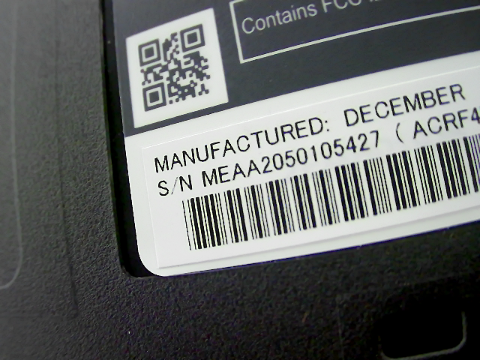 Contains FCC
MANUFACTURED: DECEMBER
S/N MEAA2050105427 ( ACRF4